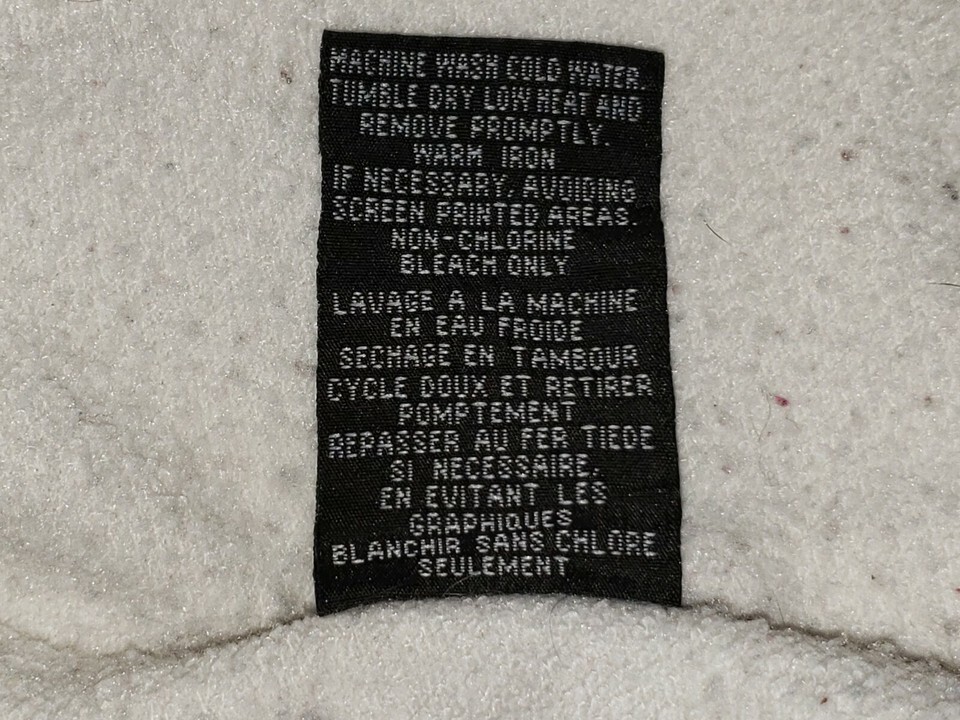 MACHINE WASH COLD WATER.
TUMBLE DRY LOW HEAT AND
REMOVE PROMPTLY.
WARM IRON
IF NECESSARY, AVOIDING
SCREEN PRINTED AREAS.
NON-CHLORINE
BLEACH ONLY
LAVAGE A LA MACHINE
EN EAU FROIDE
SECHAGE EN TAMBOUR
CYCLE DOUX ET RETIRER
POMPTEMENT
REPASSER AU FER TIEDE
SI NECESSAIRE,
EN EVITANT LES
GRAPHIQUES
BLANCHIR SANS CHLORE
SEULEMENT